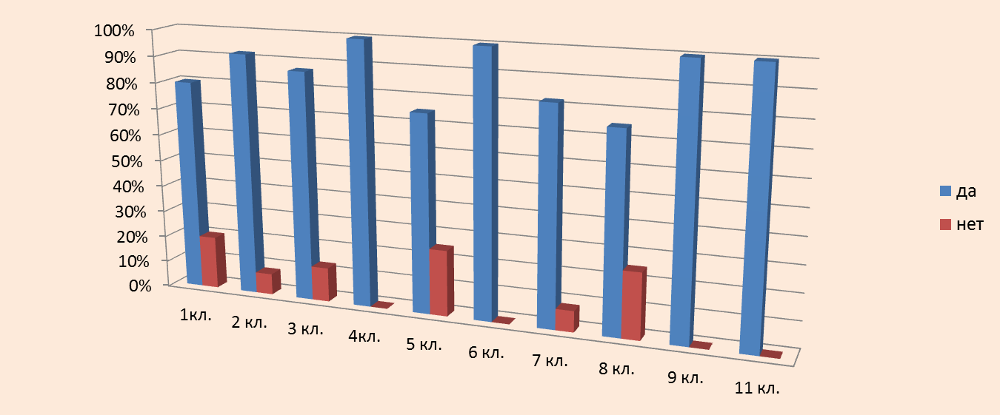 100%
90%
80%
70%
60%
50%
40%
30%
20%
10%
0%
1кл.
2 кл.
3 кл.
4кл.
5 кл.
6 кл.
7 кл.
8 кл.
9 кл.
11 кл.
да
нет